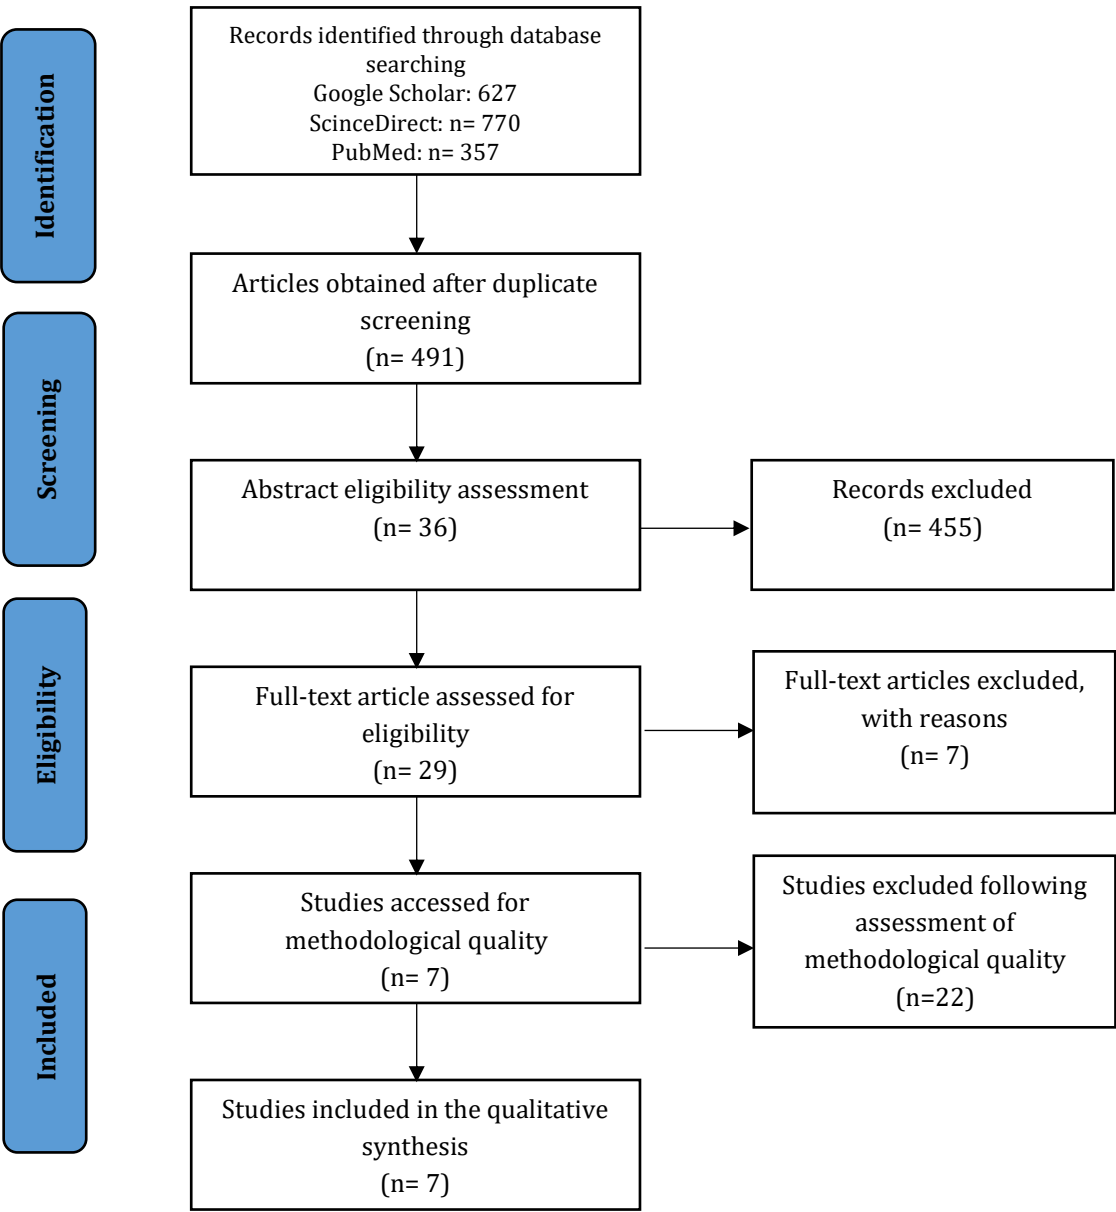 Identification
Records identified through database
searching
Google Scholar: 627
ScinceDirect: n= 770
PubMed: n= 357
Articles obtained after duplicate
screening
(n= 491)
Screening
Abstract eligibility assessment
(n= 36)
Records excluded
(n= 455)
Eligibility
Full-text article assessed for
eligibility
(n= 29)
Full-text articles excluded,
with reasons
(n= 7)
Included
Studies accessed for
methodological quality
(n= 7)
Studies excluded following
assessment of
methodological quality
(n=22)
Studies included in the qualitative
synthesis
(n= 7)